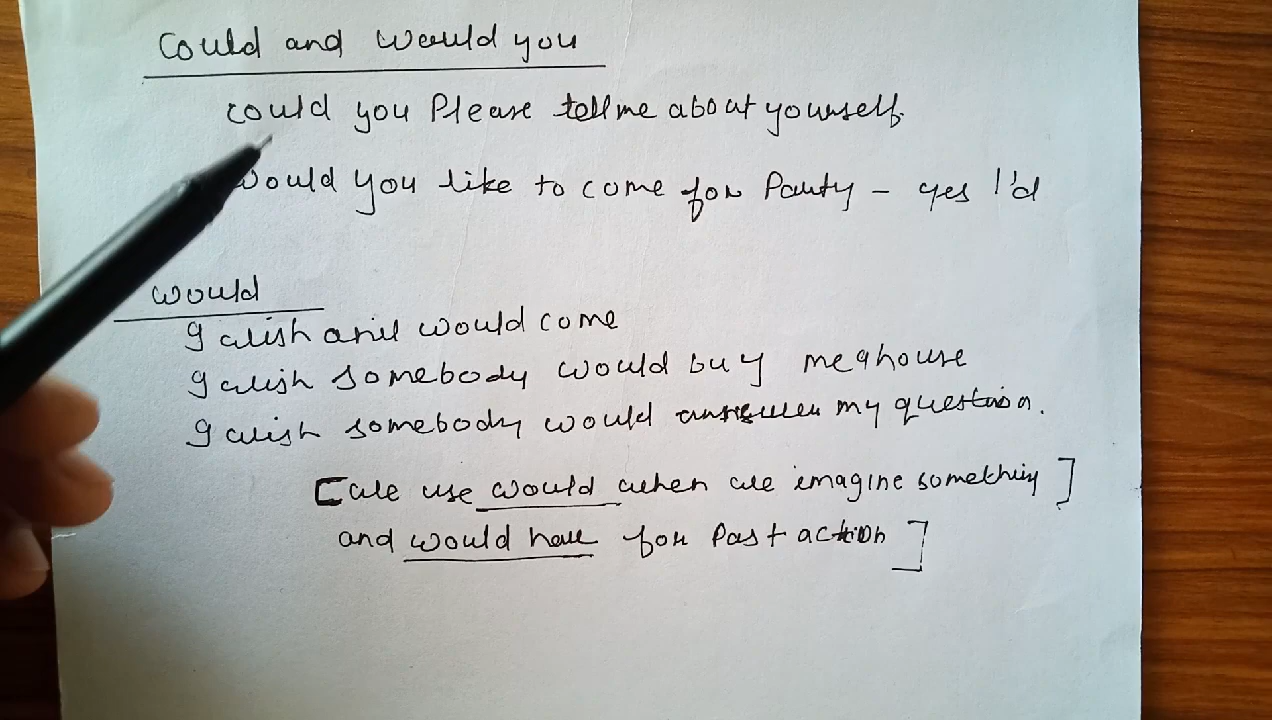 Could and would you
could you Please tell me about yourself.
Would you like to come for Party - yes I'd
would
I wish anil would come
I wish somebody would buy me a house
I wish somebody would answer my question.
[we use would when we imagine something]
and would have for Past action]